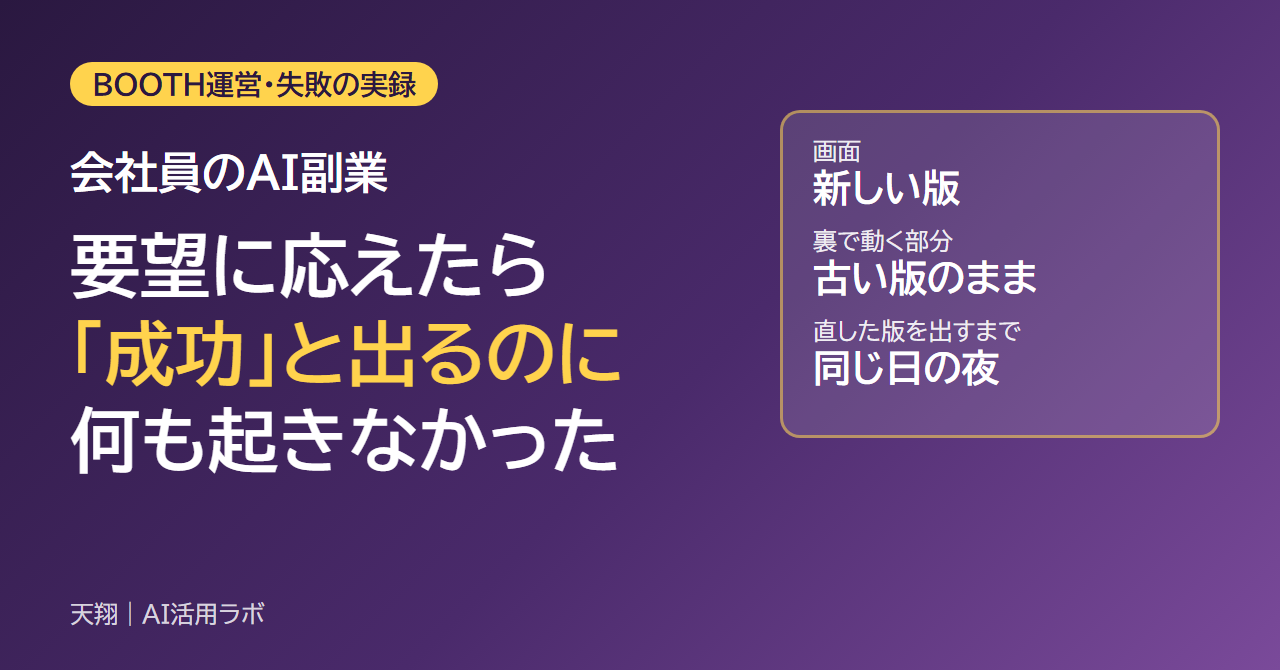 BOOTH運営・失敗の実録
会社員のAI副業
要望に応えたら
「成功」と出るのに
何も起きなかった
画面
新しい版
裏で動く部分
古い版のまま
直した版を出すまで
同じ日の夜
天翔｜AI活用ラボ